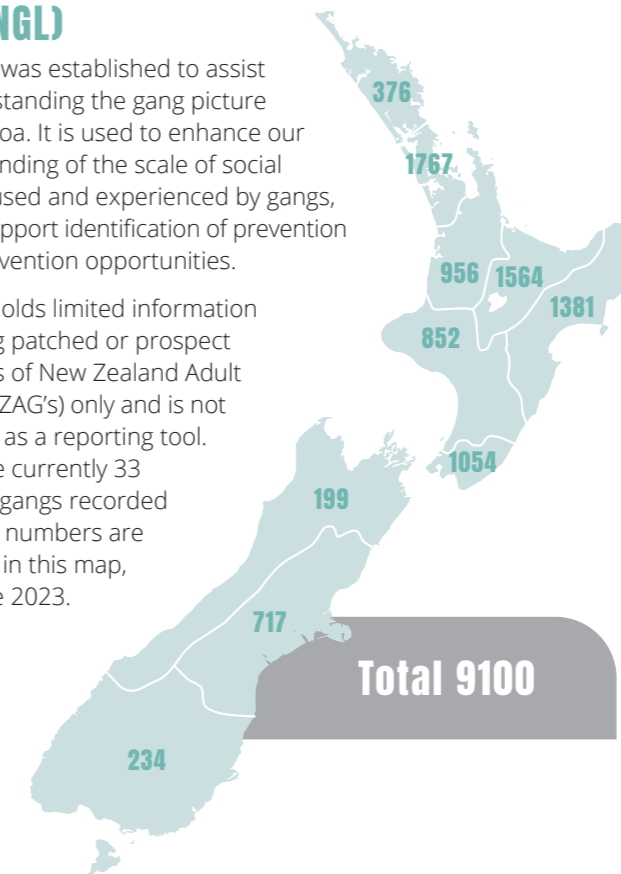 NGL)
was established to assist
standing the gang picture
oa. It is used to enhance our
nding of the scale of social
used and experienced by gangs,
pport identification of prevention
vention opportunities.
olds limited information
g patched or prospect
s of New Zealand Adult
ZAG's) only and is not
as a reporting tool.
e currently 33
gangs recorded
numbers are
in this map,
e 2023.
376
1767
956
1564
1381
852
1054
199
717
234
Total 9100